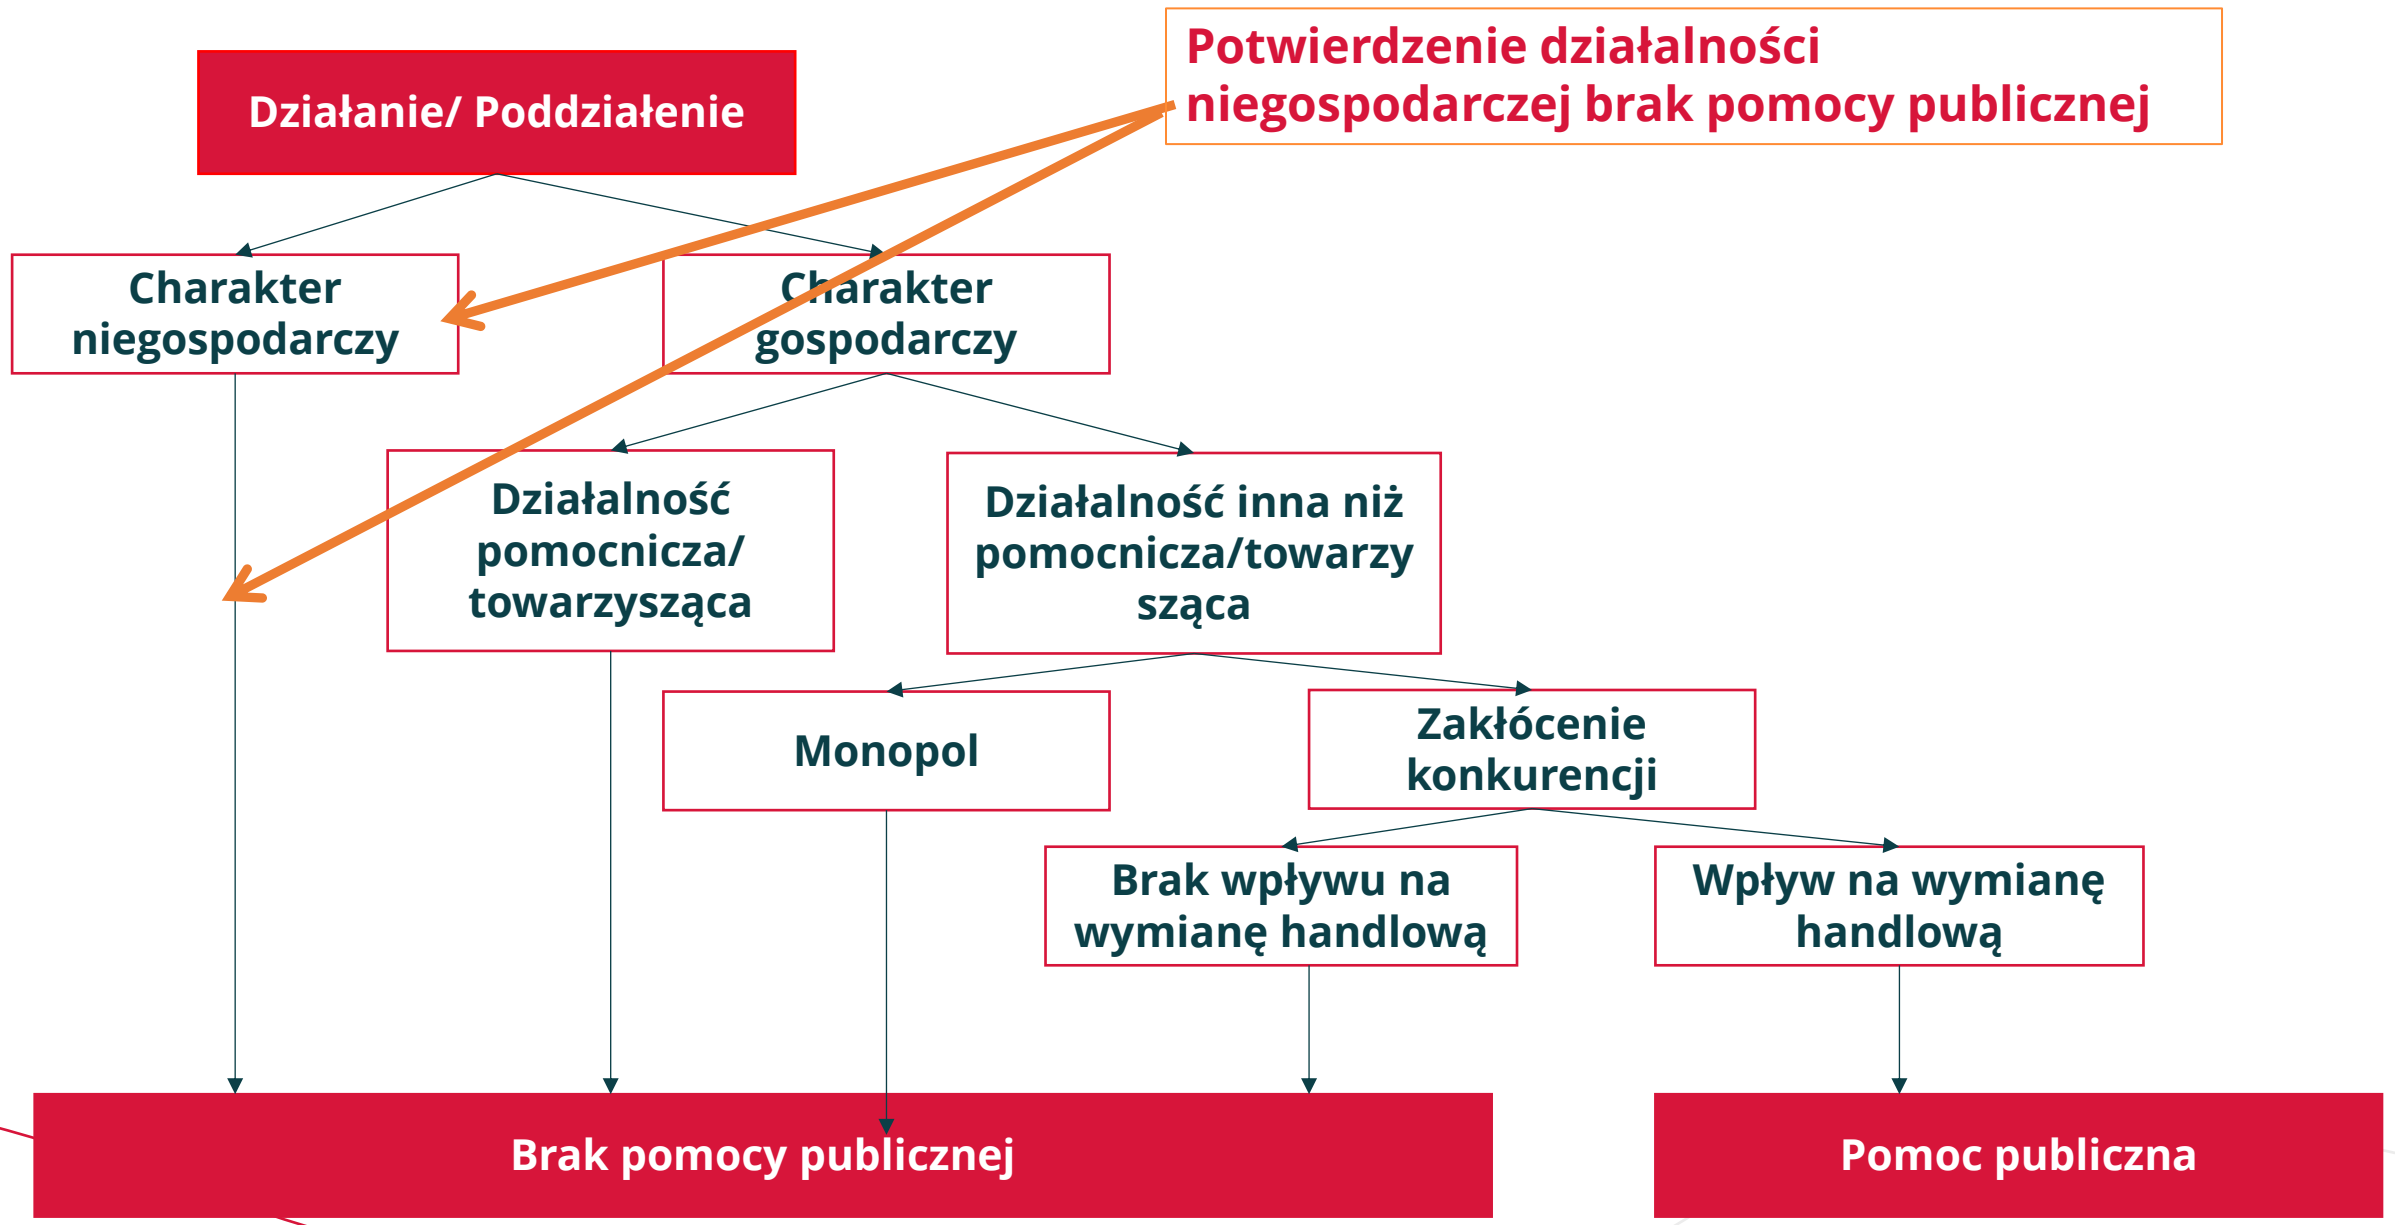 Potwierdzenie działalności
niegospodarczej brak pomocy publicznej
Działanie/ Poddziałenie
Charakter
niegospodarczy
Charakter
gospodarczy
Działalność
pomocnicza/
towarzysząca
Działalność inna niż
pomocnicza/towarzy
sząca
Monopol
Zakłócenie
konkurencji
Brak wpływu na
wymianę handlową
Wpływ na wymianę
handlową
Brak pomocy publicznej
Pomoc publiczna